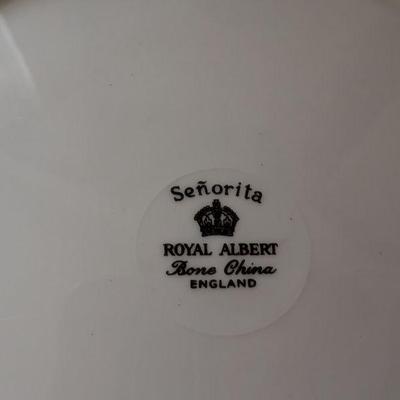 Señorita
ROYAL ALBERT
Bone China
ENGLAND